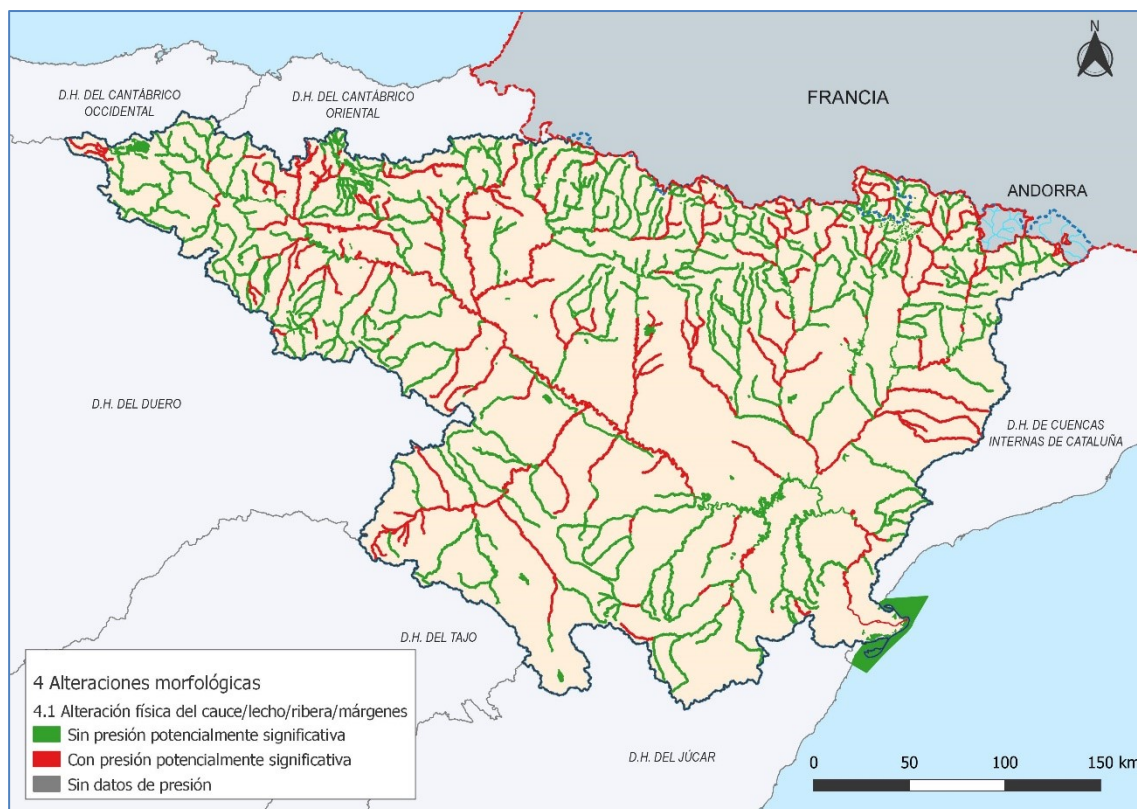 N
D.H. DEL CANTÁBRICO
OCCIDENTAL
D.H. DEL CANTÁBRICO
ORIENTAL
FRANCIA
ANDORRA
D.H. DEL DUERO
D.H. DE CUENCAS
INTERNAS DE CATALUÑA
D.H. DEL TAJO
D.H. DEL JÚCAR
4 Alteraciones morfológicas
4.1 Alteración física del cauce/lecho/ribera/márgenes
Sin presión potencialmente significativa
Con presión potencialmente significativa
Sin datos de presión
0 50 100 150 km